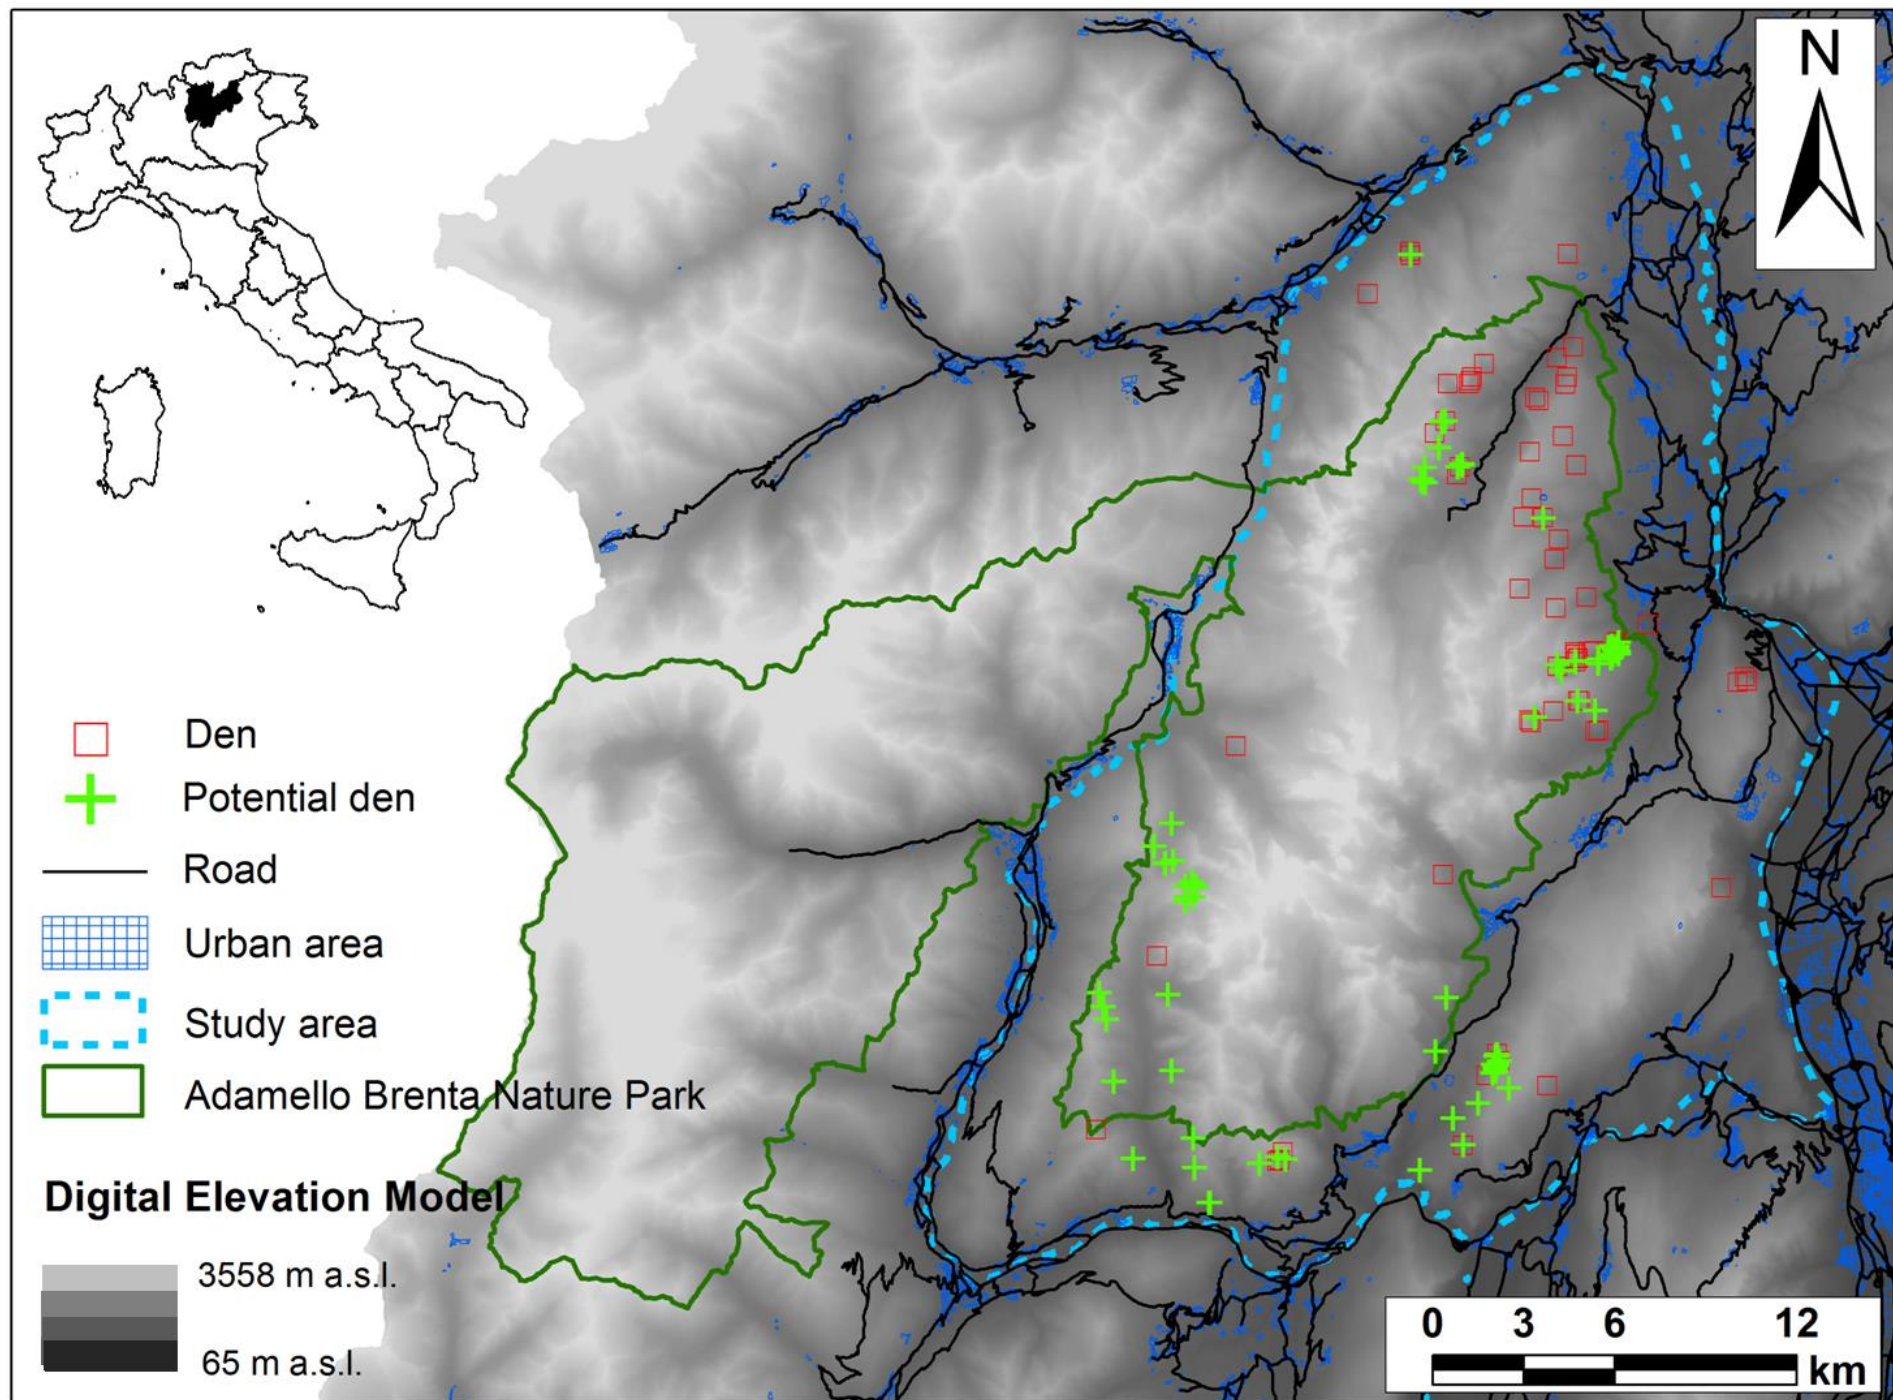 N
Den
Potential den
Road
Urban area
Study area
Adamello Brenta Nature Park
Digital Elevation Model
3558 m a.s.l.
65 m a.s.l.
0 3 6 12
km